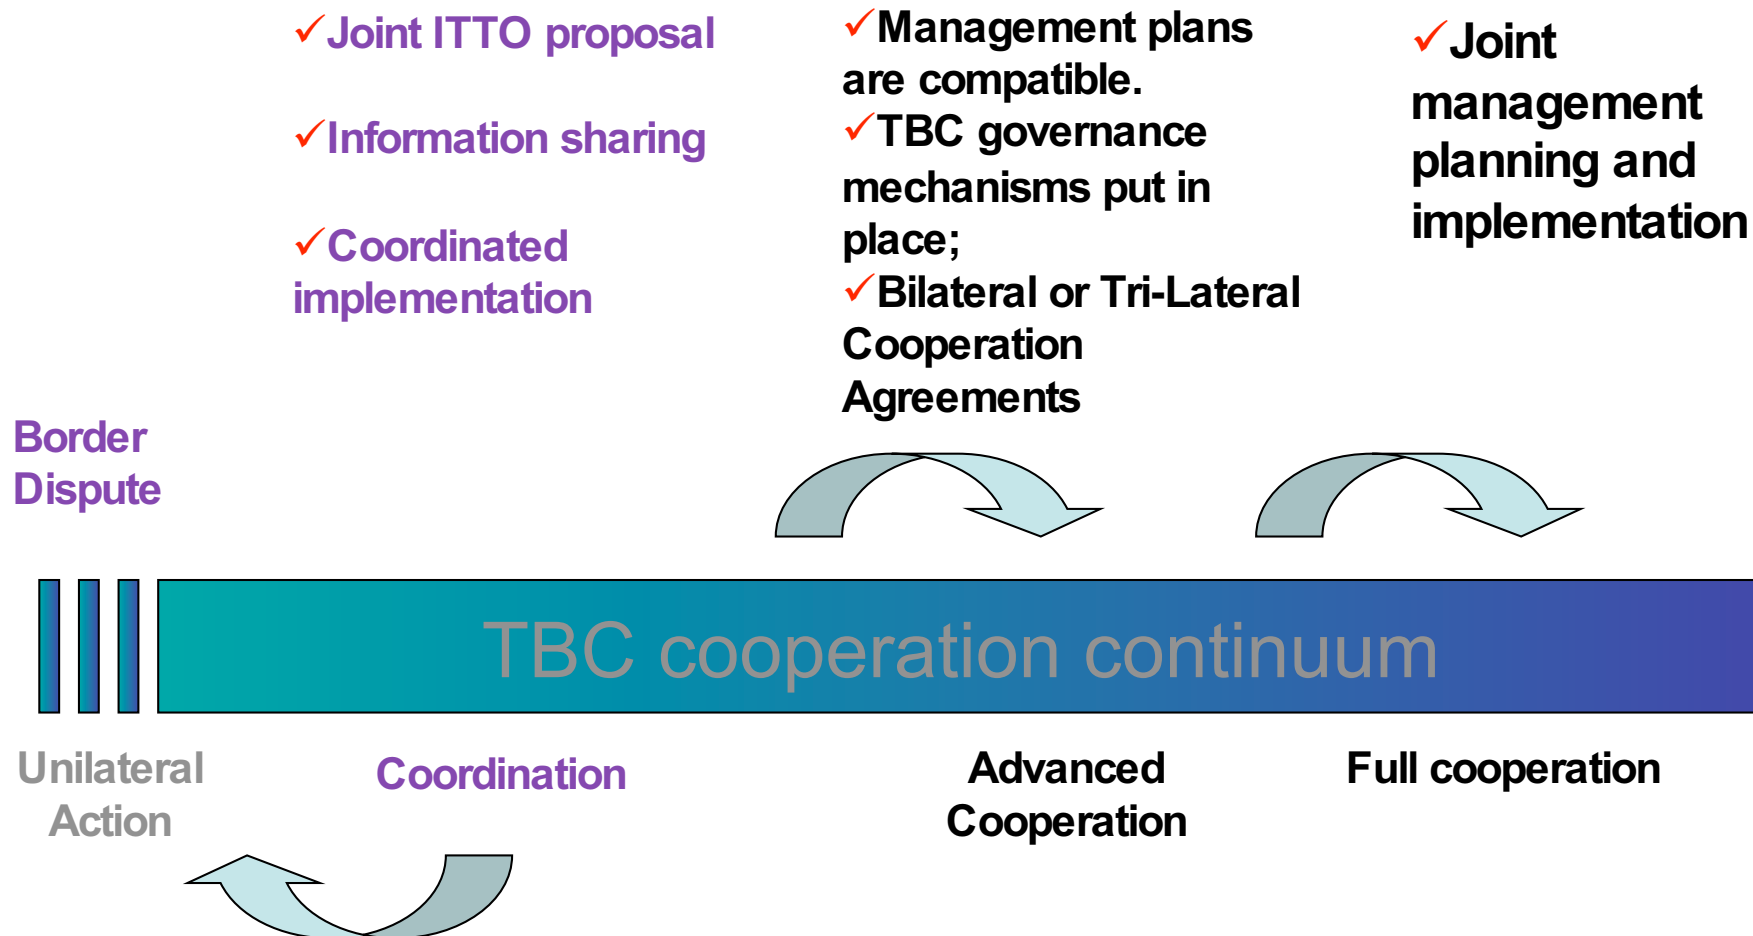 ✓Joint ITTO proposal
✓Information sharing
✓Coordinated
implementation
✓Management plans
are compatible.
✓TBC governance
mechanisms put in
place;
✓Bilateral or Tri-Lateral
Cooperation
Agreements
✓Joint
management
planning and
implementation
Border
Dispute
TBC cooperation continuum
Unilateral
Action
Coordination
Advanced
Cooperation
Full cooperation